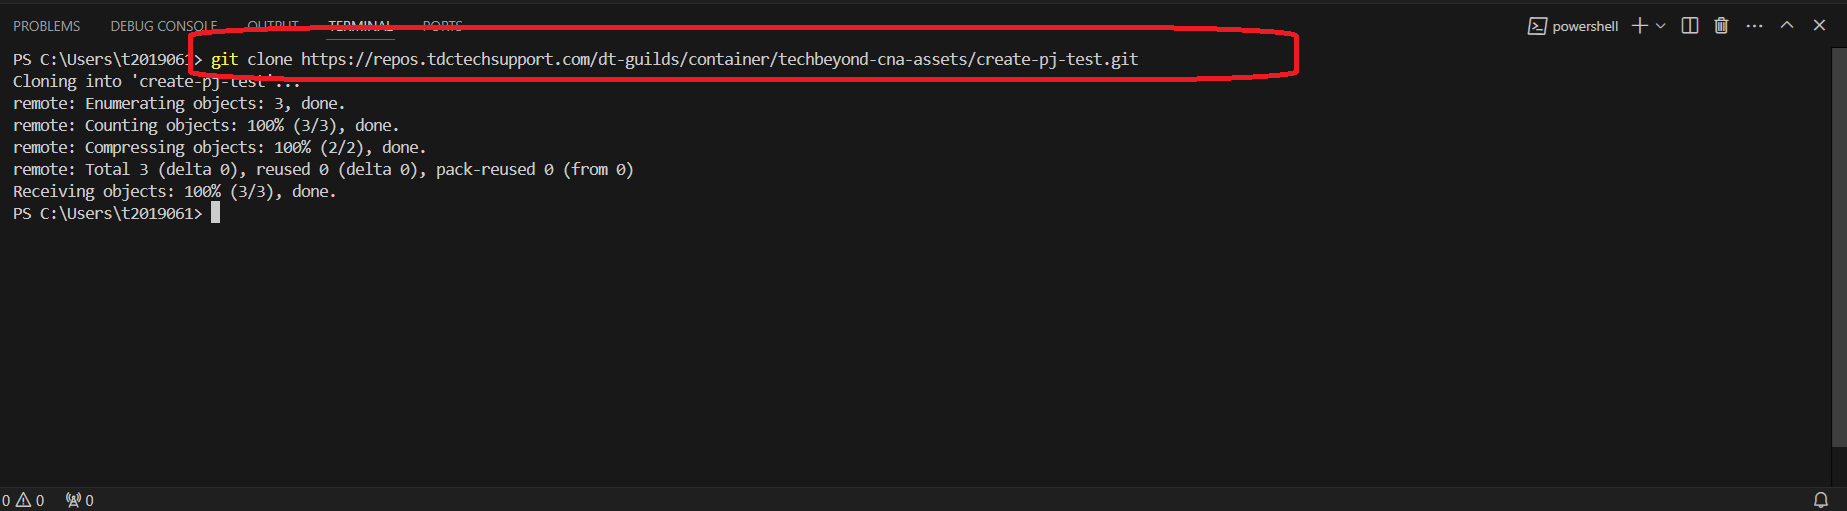 PROBLEMS DEBUG CONSOLE OUTPUT TERMINAL PORTS powershell
PS C:\Users\t2019061> git clone https://repos.tdctechsupport.com/dt-guilds/container/techbeyond-cna-assets/create-pj-test.git
Cloning into 'create-pj-test'...
remote: Enumerating objects: 3, done.
remote: Counting objects: 100% (3/3), done.
remote: Compressing objects: 100% (2/2), done.
remote: Total 3 (delta 0), reused 0 (delta 0), pack-reused 0 (from 0)
Receiving objects: 100% (3/3), done.
PS C:\Users\t2019061>
0 0 0